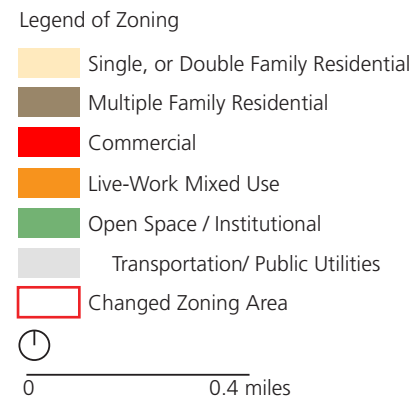 Legend of Zoning
Single, or Double Family Residential
Multiple Family Residential
Commercial
Live-Work Mixed Use
Open Space / Institutional
Transportation/ Public Utilities
Changed Zoning Area
0 0.4 miles